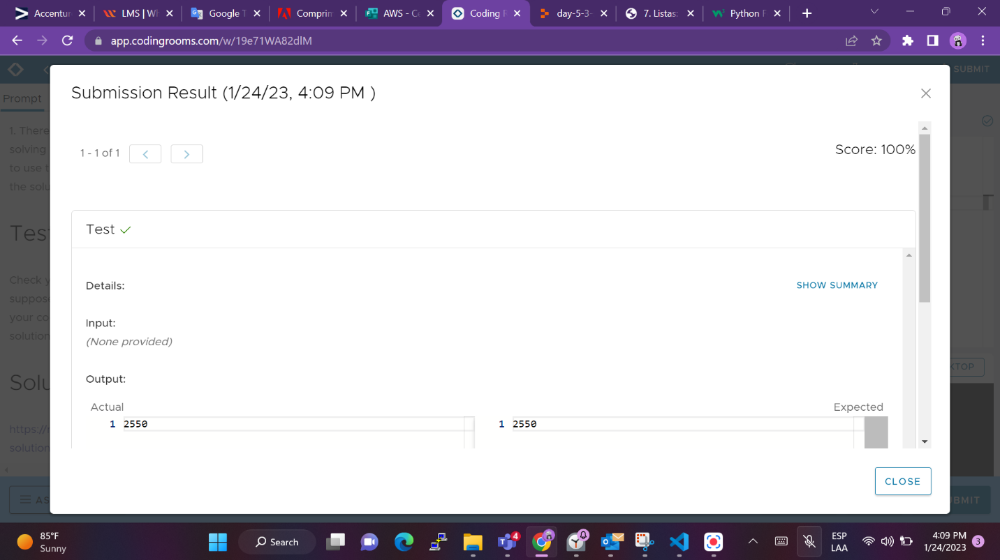 Accentur
LMS | Wh
Google T
Comprim
AWS - Ce
Coding R
day-5-3-
7. Listas:
Python F
app.codingrooms.com/w/19e71WA82dlM
SUBMIT
Prompt
Submission Result (1/24/23, 4:09 PM )
1. There
solving
to use t
the solu
1 - 1 of 1
Score: 100%
Test
Test
Check y
suppose
your co
solution
Details:
SHOW SUMMARY
Input:
(None provided)
Output:
KTOP
Solu
Actual
Expected
1 2550
1 2550
https://r
solution
CLOSE
AS
BMIT
85°F
Sunny
Search
4
ESP
LAA
4:09 PM
1/24/2023
3